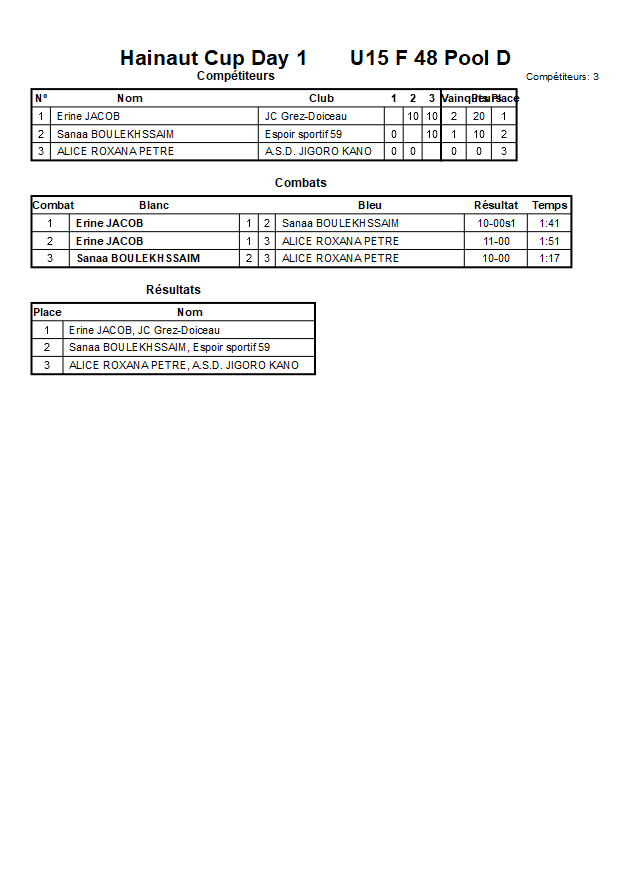 Hainaut Cup Day 1 U15 F 48 Pool D
Compétiteurs Compétiteurs: 3
Nº Nom Club 1 2 3 Vainqueurs Pts Place
1 Erine JACOB JC Grez-Doiceau 10 10 2 20 1
2 Sanaa BOULEKHSSAIM Espoir sportif 59 0 10 1 10 2
3 ALICE ROXANA PETRE A.S.D. JIGORO KANO 0 0 0 0 3
Combats
Combat Blanc Bleu Résultat Temps
1 Erine JACOB 1 2 Sanaa BOULEKHSSAIM 10-00s1 1:41
2 Erine JACOB 1 3 ALICE ROXANA PETRE 11-00 1:51
3 Sanaa BOULEKHSSAIM 2 3 ALICE ROXANA PETRE 10-00 1:17
Résultats
Place Nom
1 Erine JACOB, JC Grez-Doiceau
2 Sanaa BOULEKHSSAIM, Espoir sportif 59
3 ALICE ROXANA PETRE, A.S.D. JIGORO KANO